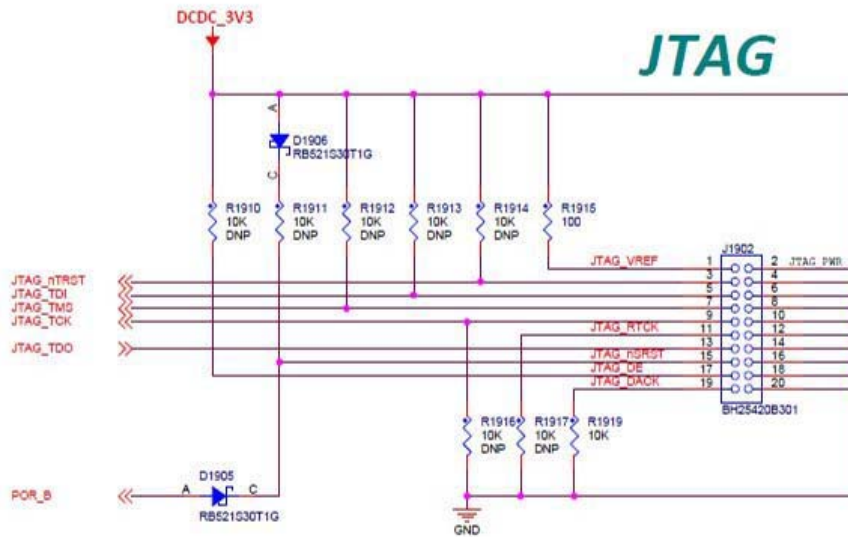 DCDC_3V3
JTAG
A
D1906
RB521S30T1G
C
R1910
10K
DNP
R1911
10K
DNP
R1912
10K
DNP
R1913
10K
DNP
R1914
10K
DNP
R1915
100
J1902
JTAG_VREF 1 2 JTAG_PWR
JTAG_nTRST 3 4
JTAG_TDI 5 6
JTAG_TMS 7 8
JTAG_TCK 9 10
JTAG_RTCK 11 12
JTAG_TDO 13 14
JTAG_nSRST 15 16
JTAG_DE 17 18
JTAG_DACK 19 20
BH25420B301
R1916
10K
DNP
R1917
10K
DNP
R1919
10K
D1905
POR_B A C
RB521S30T1G
GND